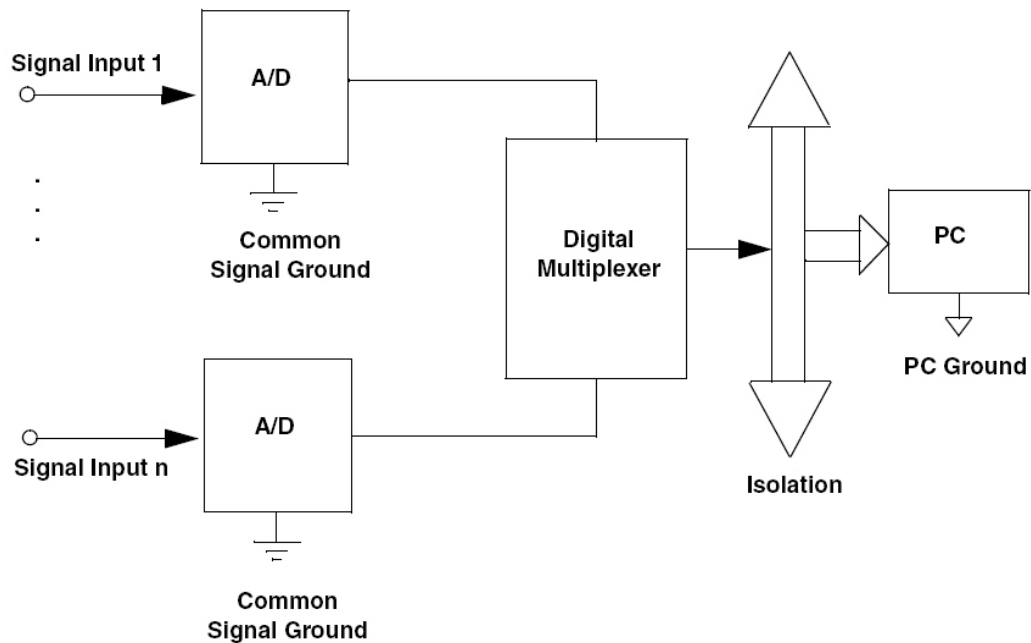 Signal Input 1
A/D
Common
Signal Ground
Digital
Multiplexer
PC
PC Ground
Isolation
A/D
Signal Input n
Common
Signal Ground